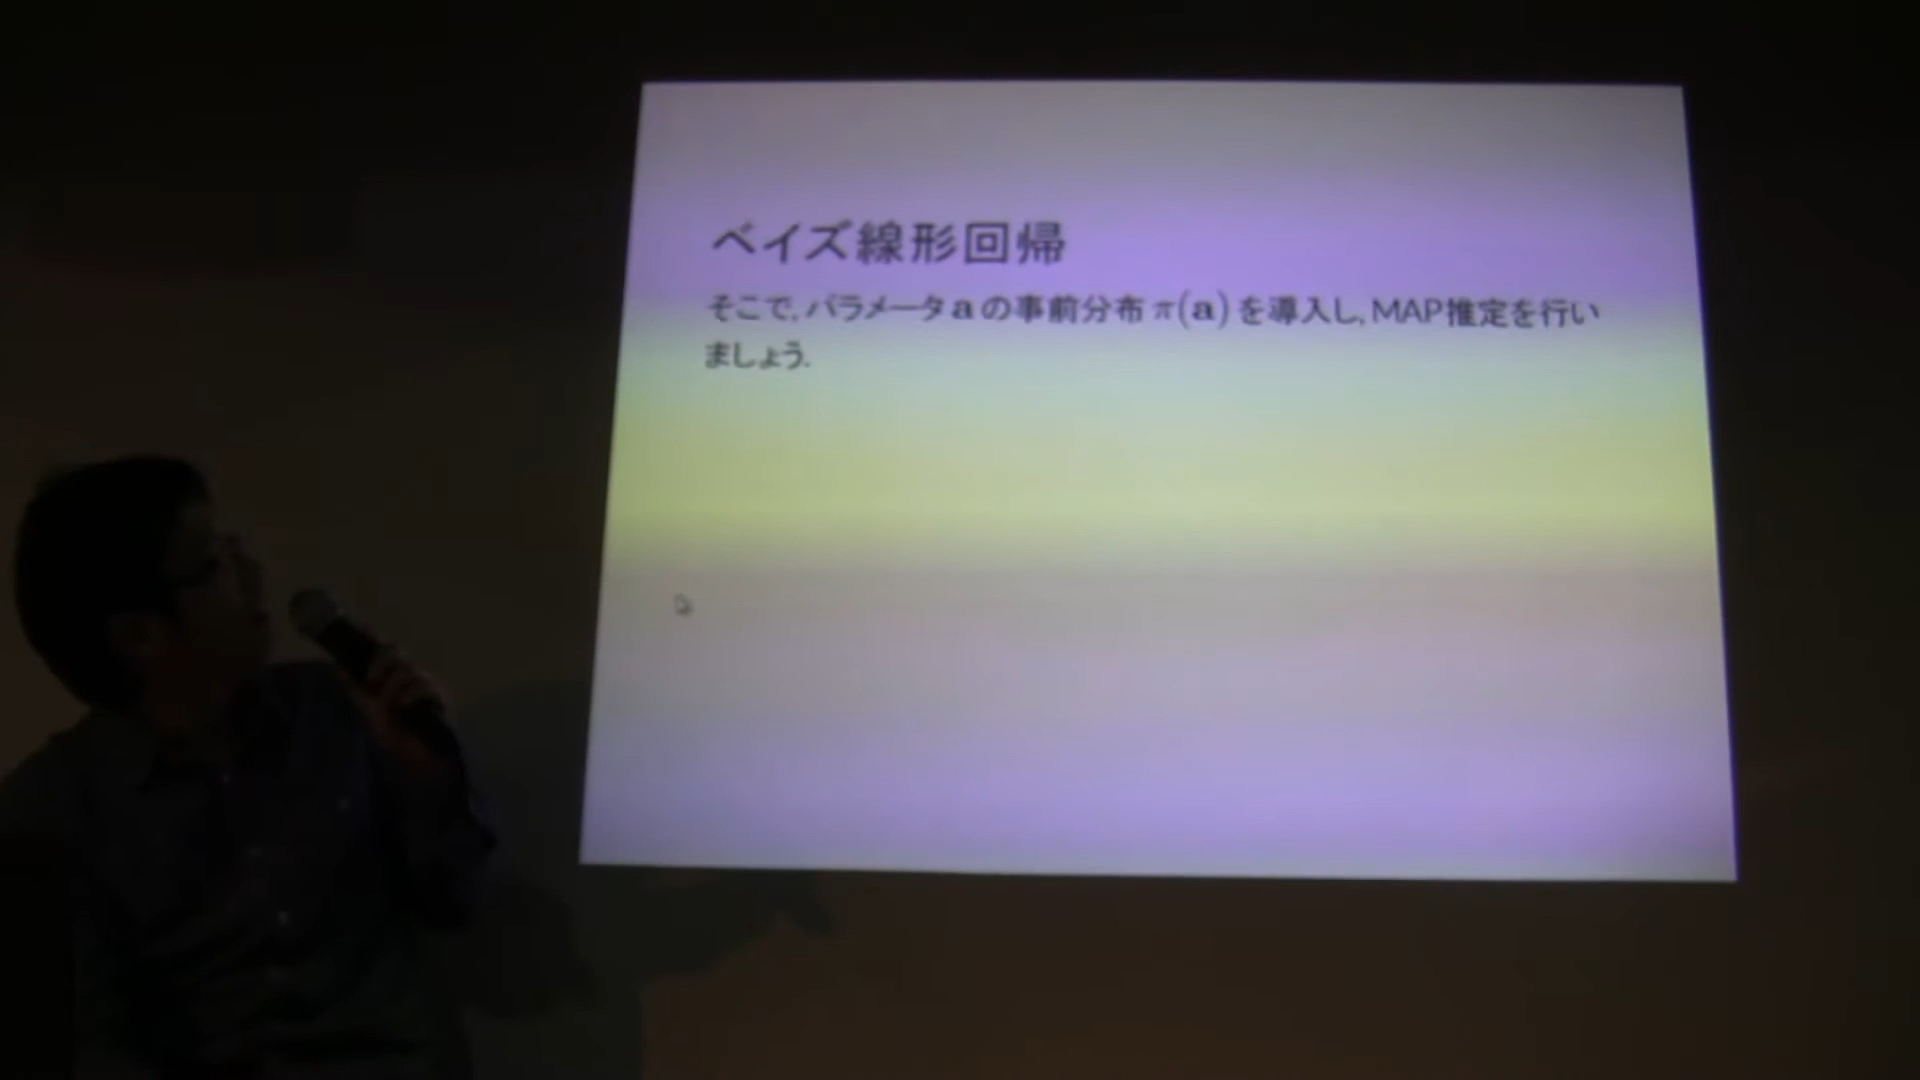 ベイズ線形回帰
そこで, パラメータ a の事前分布 π(a) を導入し, MAP推定を行い
ましょう.